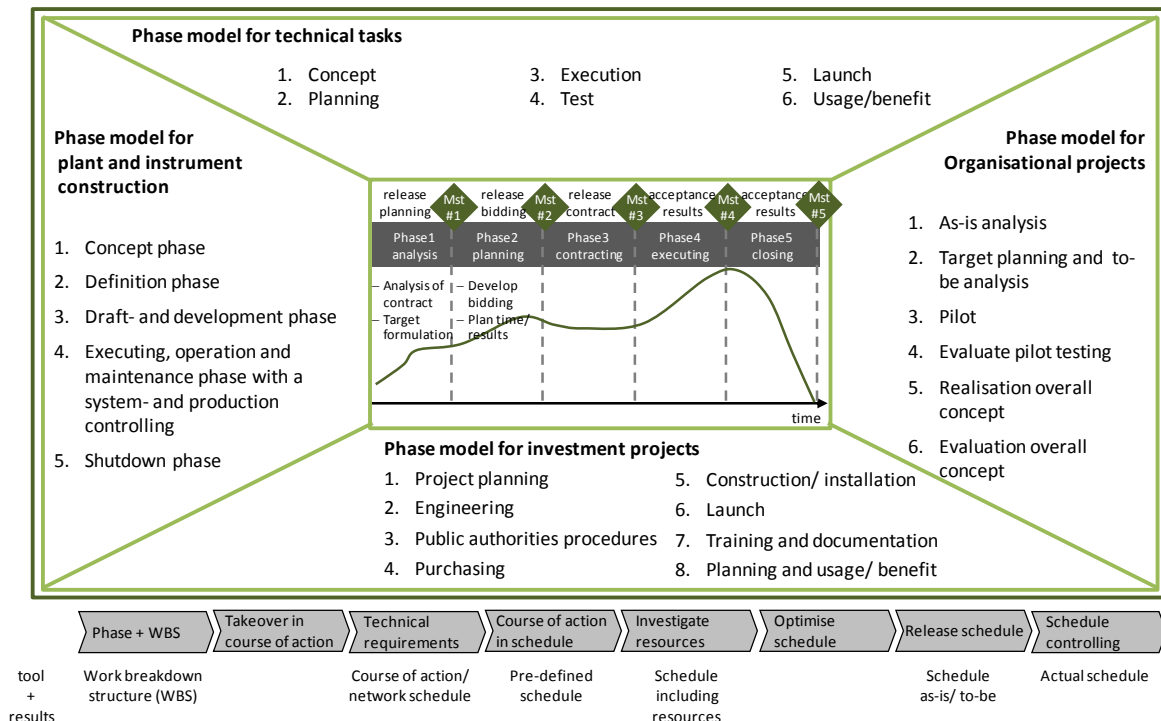 Phase model for technical tasks
1. Concept
2. Planning
3. Execution
4. Test
5. Launch
6. Usage/benefit
Phase model for
plant and instrument
construction
1. Concept phase
2. Definition phase
3. Draft- and development phase
4. Executing, operation and
maintenance phase with a
system- and production
controlling
5. Shutdown phase
release
planning
Mst
#1
release
bidding
Mst
#2
release
contract
Mst
#3
acceptance
results
Mst
#4
acceptance
results
Mst
#5
Phase1
analysis
Phase2
planning
Phase3
contracting
Phase4
executing
Phase5
closing
– Analysis of
contract
– Target
formulation
– Develop
bidding
– Plan time/
results
time
Phase model for
Organisational projects
1. As-is analysis
2. Target planning and to-
be analysis
3. Pilot
4. Evaluate pilot testing
5. Realisation overall
concept
6. Evaluation overall
concept
Phase model for investment projects
1. Project planning
2. Engineering
3. Public authorities procedures
4. Purchasing
5. Construction/ installation
6. Launch
7. Training and documentation
8. Planning and usage/ benefit
Phase + WBS
Takeover in
course of action
Technical
requirements
Course of action
in schedule
Investigate
resources
Optimise
schedule
Release schedule
Schedule
controlling
tool
+
results
Work breakdown
structure (WBS)
Course of action/
network schedule
Pre-defined
schedule
Schedule
including
resources
Schedule
as-is/ to-be
Actual schedule